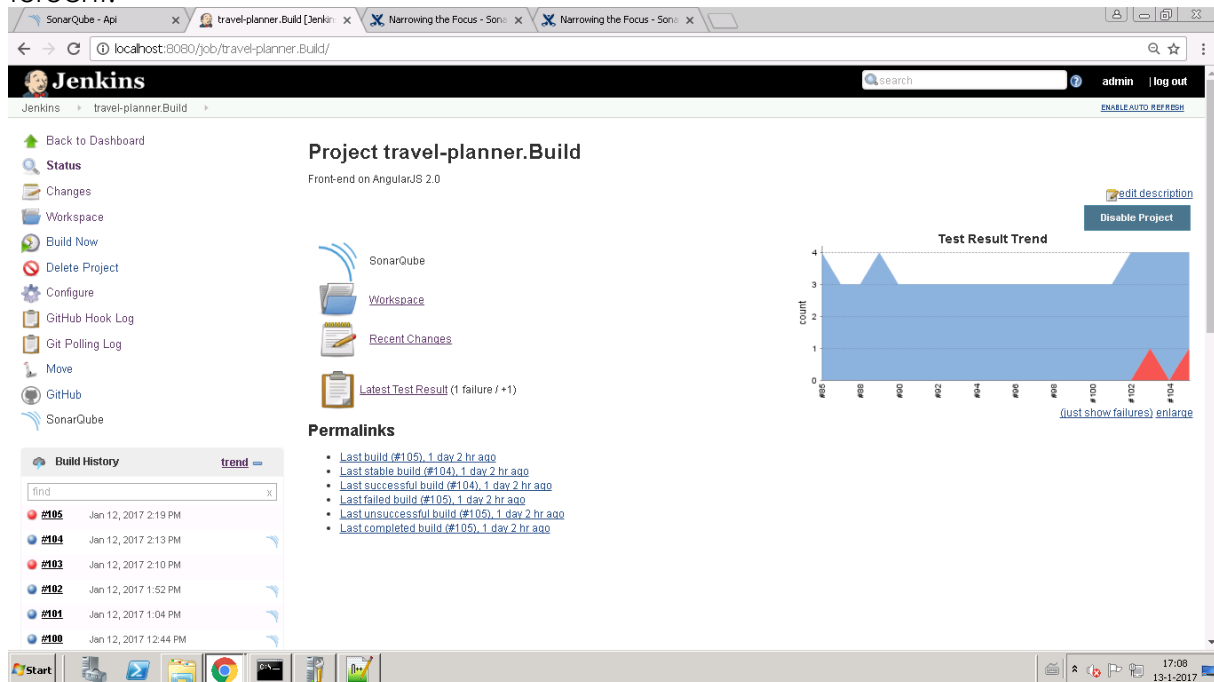 SonarQube - Api
travel-planner.Build [Jenkin
Narrowing the Focus - Sona
Narrowing the Focus - Sona
localhost:8080/job/travel-planner.Build/
Jenkins
search
admin | log out
Jenkins travel-planner.Build
ENABLE AUTO REFRESH
Back to Dashboard
Status
Changes
Workspace
Build Now
Delete Project
Configure
GitHub Hook Log
Git Polling Log
Move
GitHub
SonarQube
Build History trend
find x
#105 Jan 12, 2017 2:19 PM
#104 Jan 12, 2017 2:13 PM
#103 Jan 12, 2017 2:10 PM
#102 Jan 12, 2017 1:52 PM
#101 Jan 12, 2017 1:04 PM
#100 Jan 12, 2017 12:44 PM
Project travel-planner.Build
Front-end on AngularJS 2.0
edit description
Disable Project
SonarQube
Workspace
Recent Changes
Latest Test Result (1 failure / +1)
Test Result Trend
count
4
3
2
1
0
#85 #88 #90 #92 #94 #96 #98 #100 #102 #104
(just show failures) enlarge
Permalinks
Last build (#105), 1 day 2 hr ago
Last stable build (#104), 1 day 2 hr ago
Last successful build (#104), 1 day 2 hr ago
Last failed build (#105), 1 day 2 hr ago
Last unsuccessful build (#105), 1 day 2 hr ago
Last completed build (#105), 1 day 2 hr ago
Start
17:08
13-1-2017